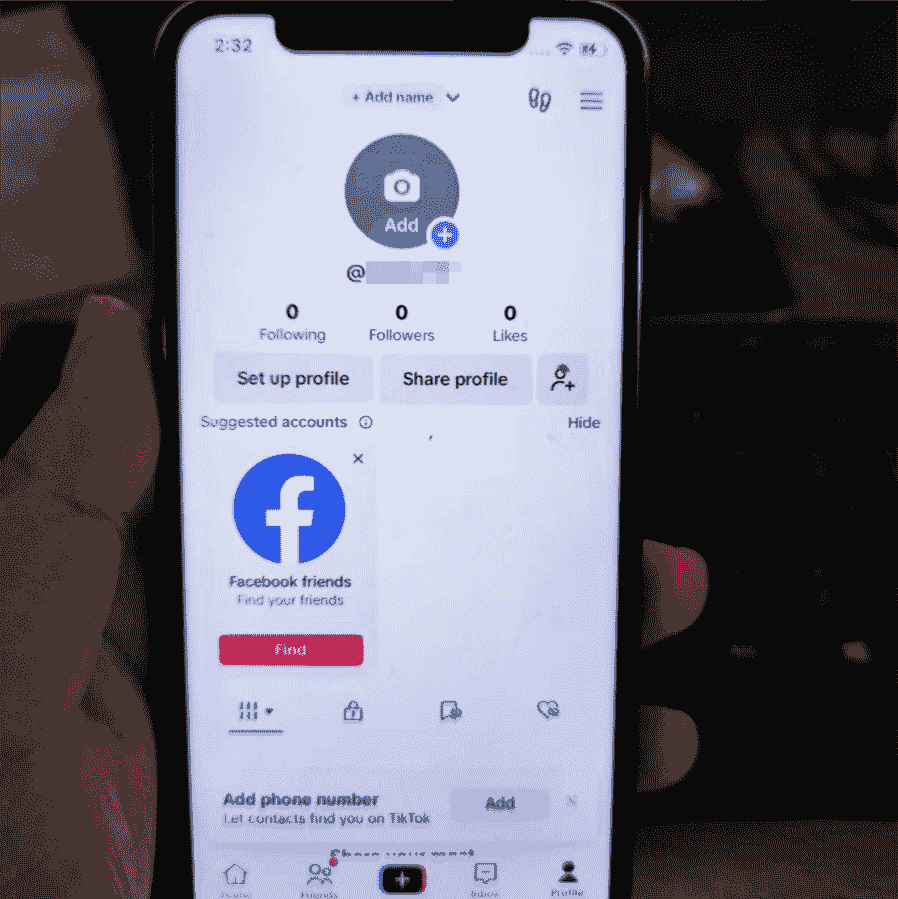 2:32
+ Add name
Add
@
0 0 0
Following Followers Likes
Set up profile Share profile
Suggested accounts Hide
Facebook friends
Find your friends
Find
Add phone number Add
Let contacts find you on TikTok
Friends Inbox Profile